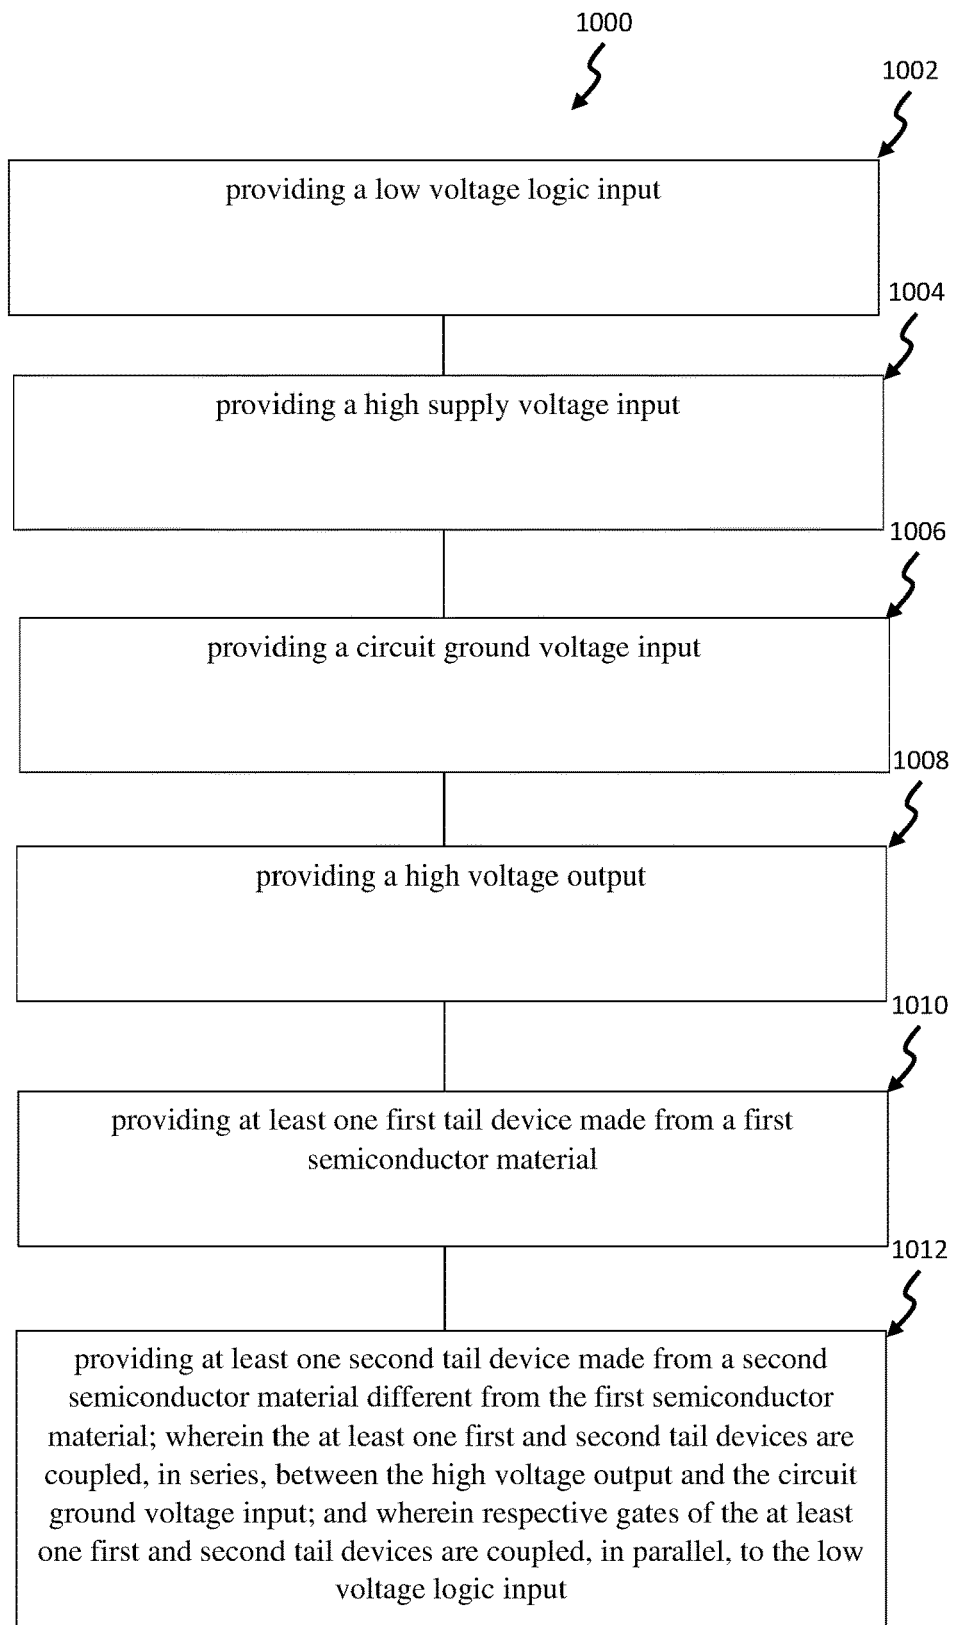 1000
1002
providing a low voltage logic input
1004
providing a high supply voltage input
1006
providing a circuit ground voltage input
1008
providing a high voltage output
1010
providing at least one first tail device made from a first
semiconductor material
1012
providing at least one second tail device made from a second
semiconductor material different from the first semiconductor
material; wherein the at least one first and second tail devices are
coupled, in series, between the high voltage output and the circuit
ground voltage input; and wherein respective gates of the at least
one first and second tail devices are coupled, in parallel, to the low
voltage logic input